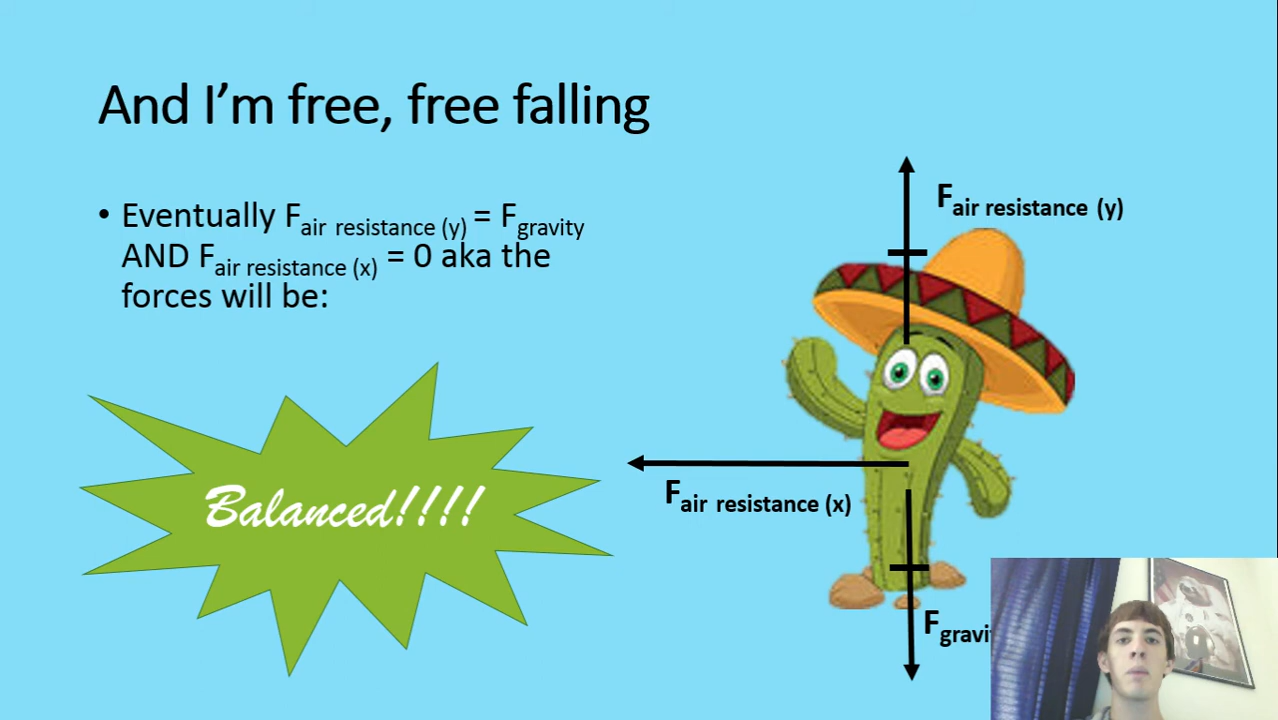 And I'm free, free falling
• Eventually Fair resistance (y) = Fgravity
AND Fair resistance (x) = 0 aka the
forces will be:
Balanced!!!!
Fair resistance (y)
Fair resistance (x)